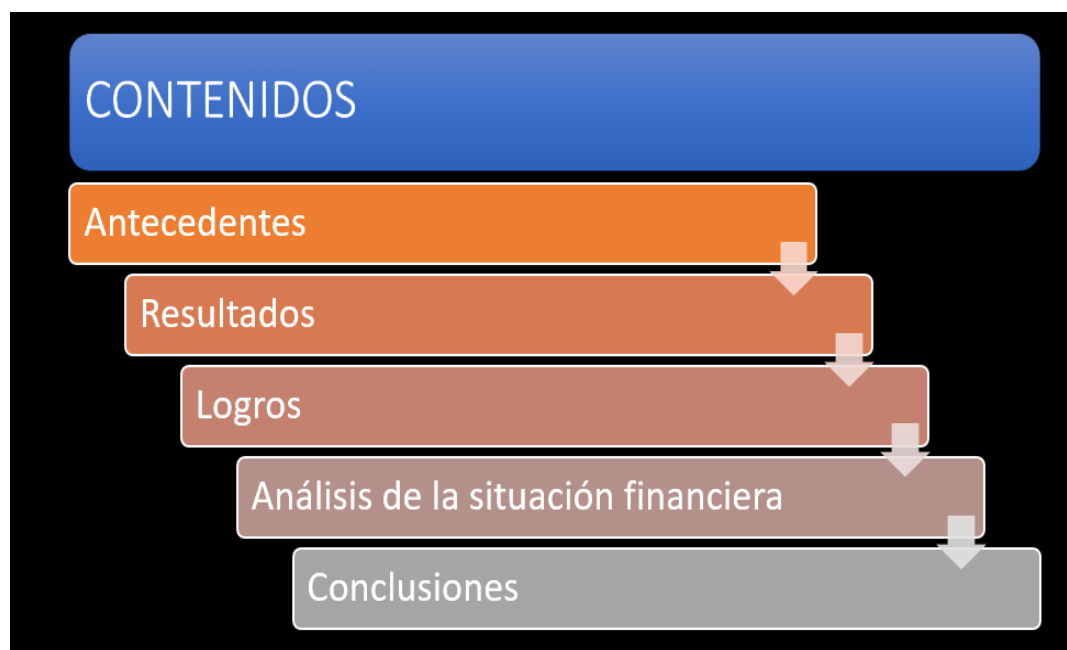 CONTENIDOS
Antecedentes
Resultados
Logros
Análisis de la situación financiera
Conclusiones